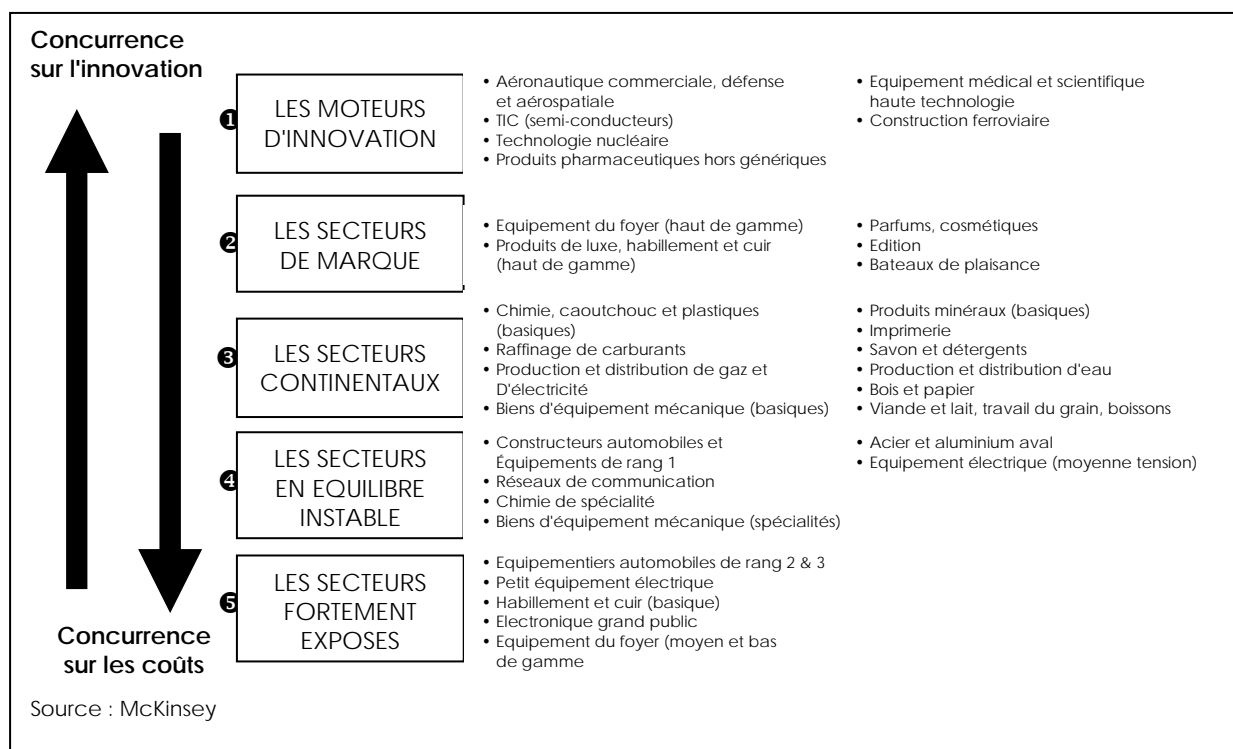 Concurrence
sur l'innovation
❶
LES MOTEURS
D'INNOVATION
• Aéronautique commerciale, défense
et aérospatiale
• TIC (semi-conducteurs)
• Technologie nucléaire
• Produits pharmaceutiques hors génériques
• Equipement médical et scientifique
haute technologie
• Construction ferroviaire
❷
LES SECTEURS
DE MARQUE
• Equipement du foyer (haut de gamme)
• Produits de luxe, habillement et cuir
(haut de gamme)
• Parfums, cosmétiques
• Edition
• Bateaux de plaisance
❸
LES SECTEURS
CONTINENTAUX
• Chimie, caoutchouc et plastiques
(basiques)
• Raffinage de carburants
• Production et distribution de gaz et
D'électricité
• Biens d'équipement mécanique (basiques)
• Produits minéraux (basiques)
• Imprimerie
• Savon et détergents
• Production et distribution d'eau
• Bois et papier
• Viande et lait, travail du grain, boissons
❹
LES SECTEURS
EN EQUILIBRE
INSTABLE
• Constructeurs automobiles et
Équipements de rang 1
• Réseaux de communication
• Chimie de spécialité
• Biens d'équipement mécanique (spécialités)
• Acier et aluminium aval
• Equipement électrique (moyenne tension)
❺
LES SECTEURS
FORTEMENT
EXPOSES
• Equipementiers automobiles de rang 2 & 3
• Petit équipement électrique
• Habillement et cuir (basique)
• Electronique grand public
• Equipement du foyer (moyen et bas
de gamme
Concurrence
sur les coûts
Source : McKinsey